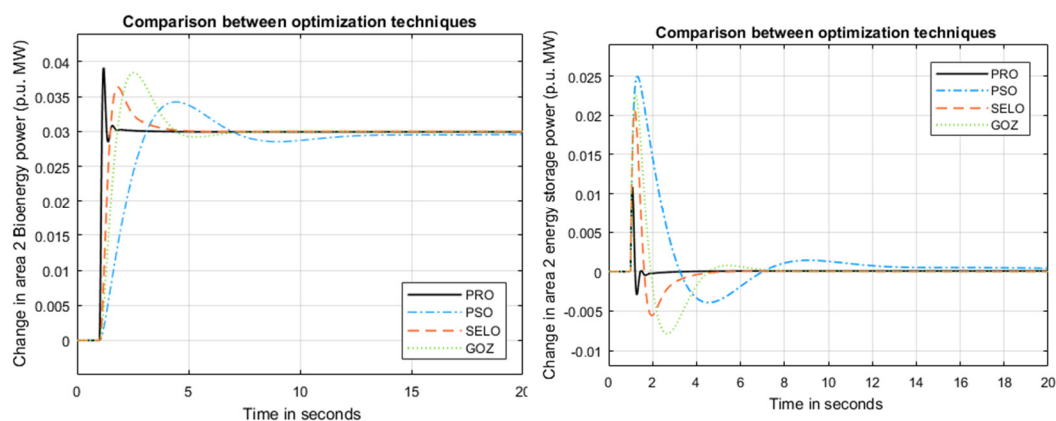 Comparison between optimization techniques
Change in area 2 Bioenergy power (p.u. MW)
0.04
0.035
0.03
0.025
0.02
0.015
0.01
0.005
0
PRO
PSO
SELO
GOZ
0
5
10
15
20
Time in seconds
Comparison between optimization techniques
Change in area 2 energy storage power (p.u. MW)
0.025
0.02
0.015
0.01
0.005
0
-0.005
-0.01
PRO
PSO
SELO
GOZ
0
2
4
6
8
10
12
14
16
18
20
Time in seconds